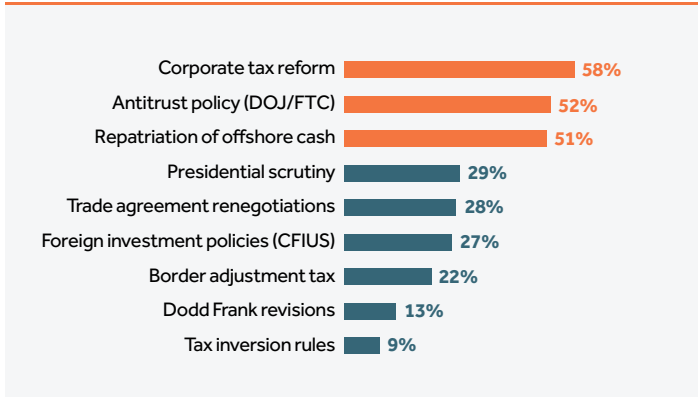 Corporate tax reform 58%
Antitrust policy (DOJ/FTC) 52%
Repatriation of offshore cash 51%
Presidential scrutiny 29%
Trade agreement renegotiations 28%
Foreign investment policies (CFIUS) 27%
Border adjustment tax 22%
Dodd Frank revisions 13%
Tax inversion rules 9%